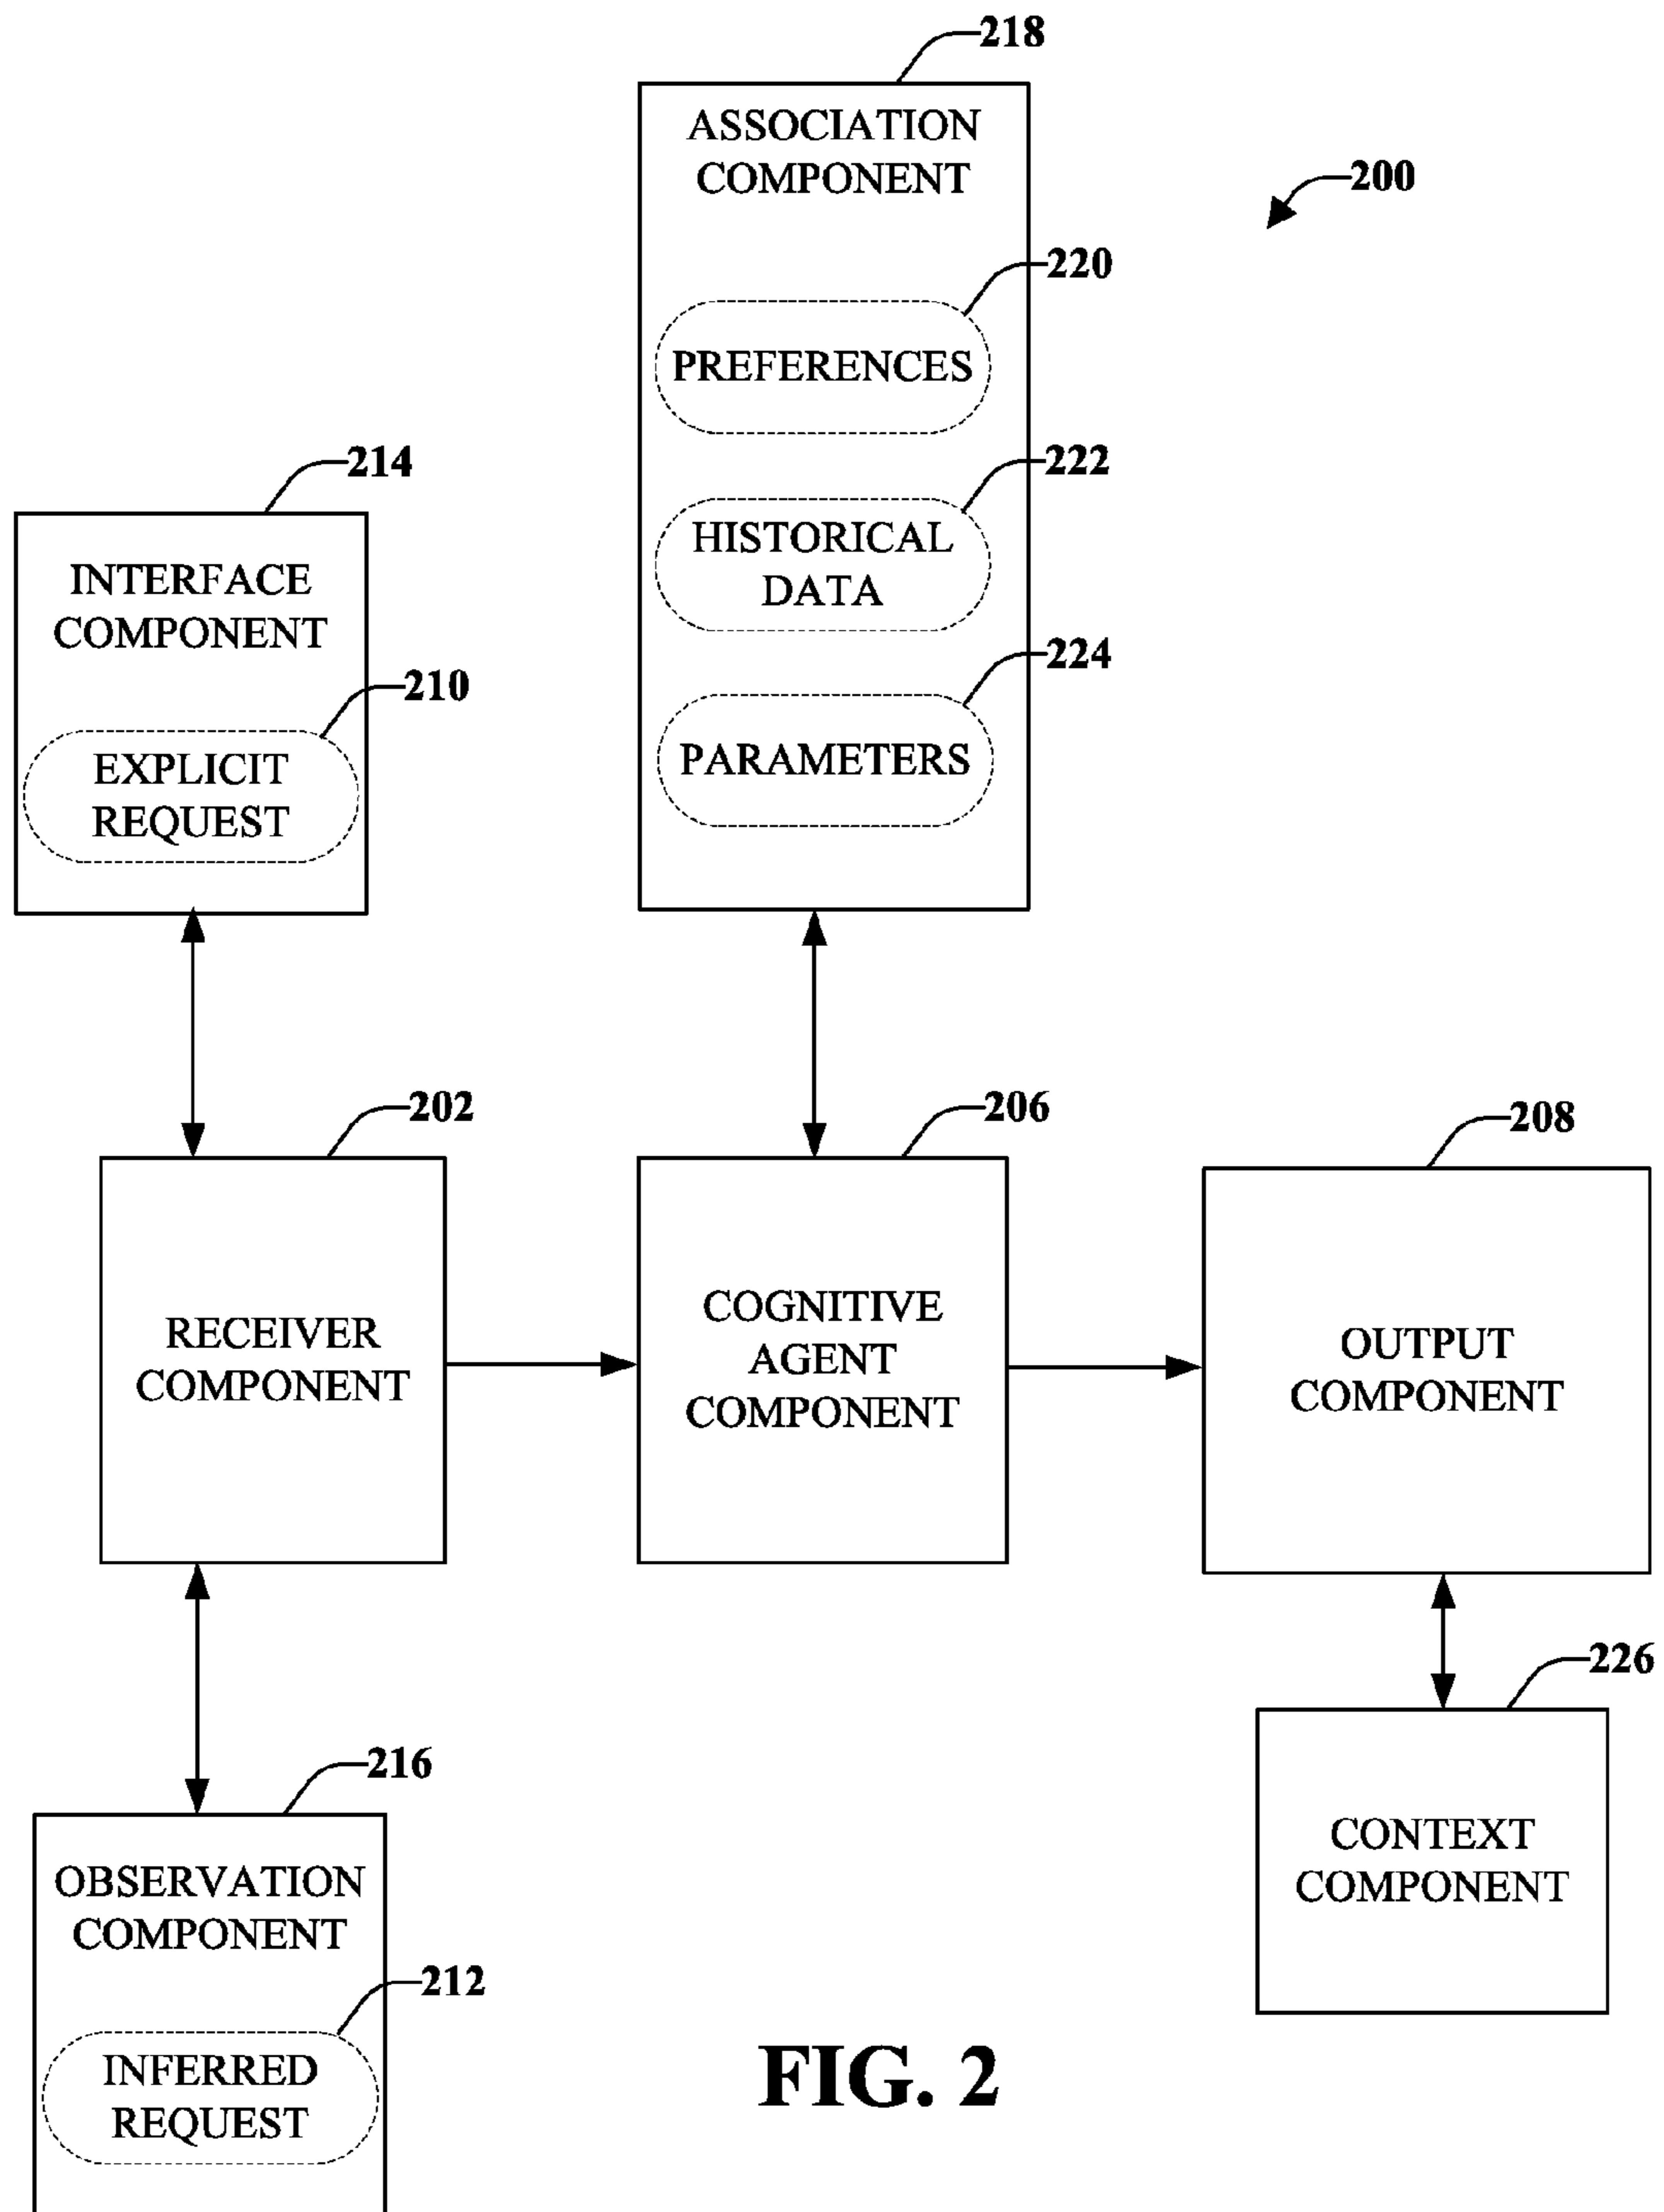 218
ASSOCIATION
COMPONENT
200
220
PREFERENCES
214
222
INTERFACE
COMPONENT
HISTORICAL
DATA
210
224
EXPLICIT
REQUEST
PARAMETERS
202
206
208
RECEIVER
COMPONENT
COGNITIVE
AGENT
COMPONENT
OUTPUT
COMPONENT
226
216
CONTEXT
COMPONENT
OBSERVATION
COMPONENT
212
INFERRED
REQUEST
FIG. 2